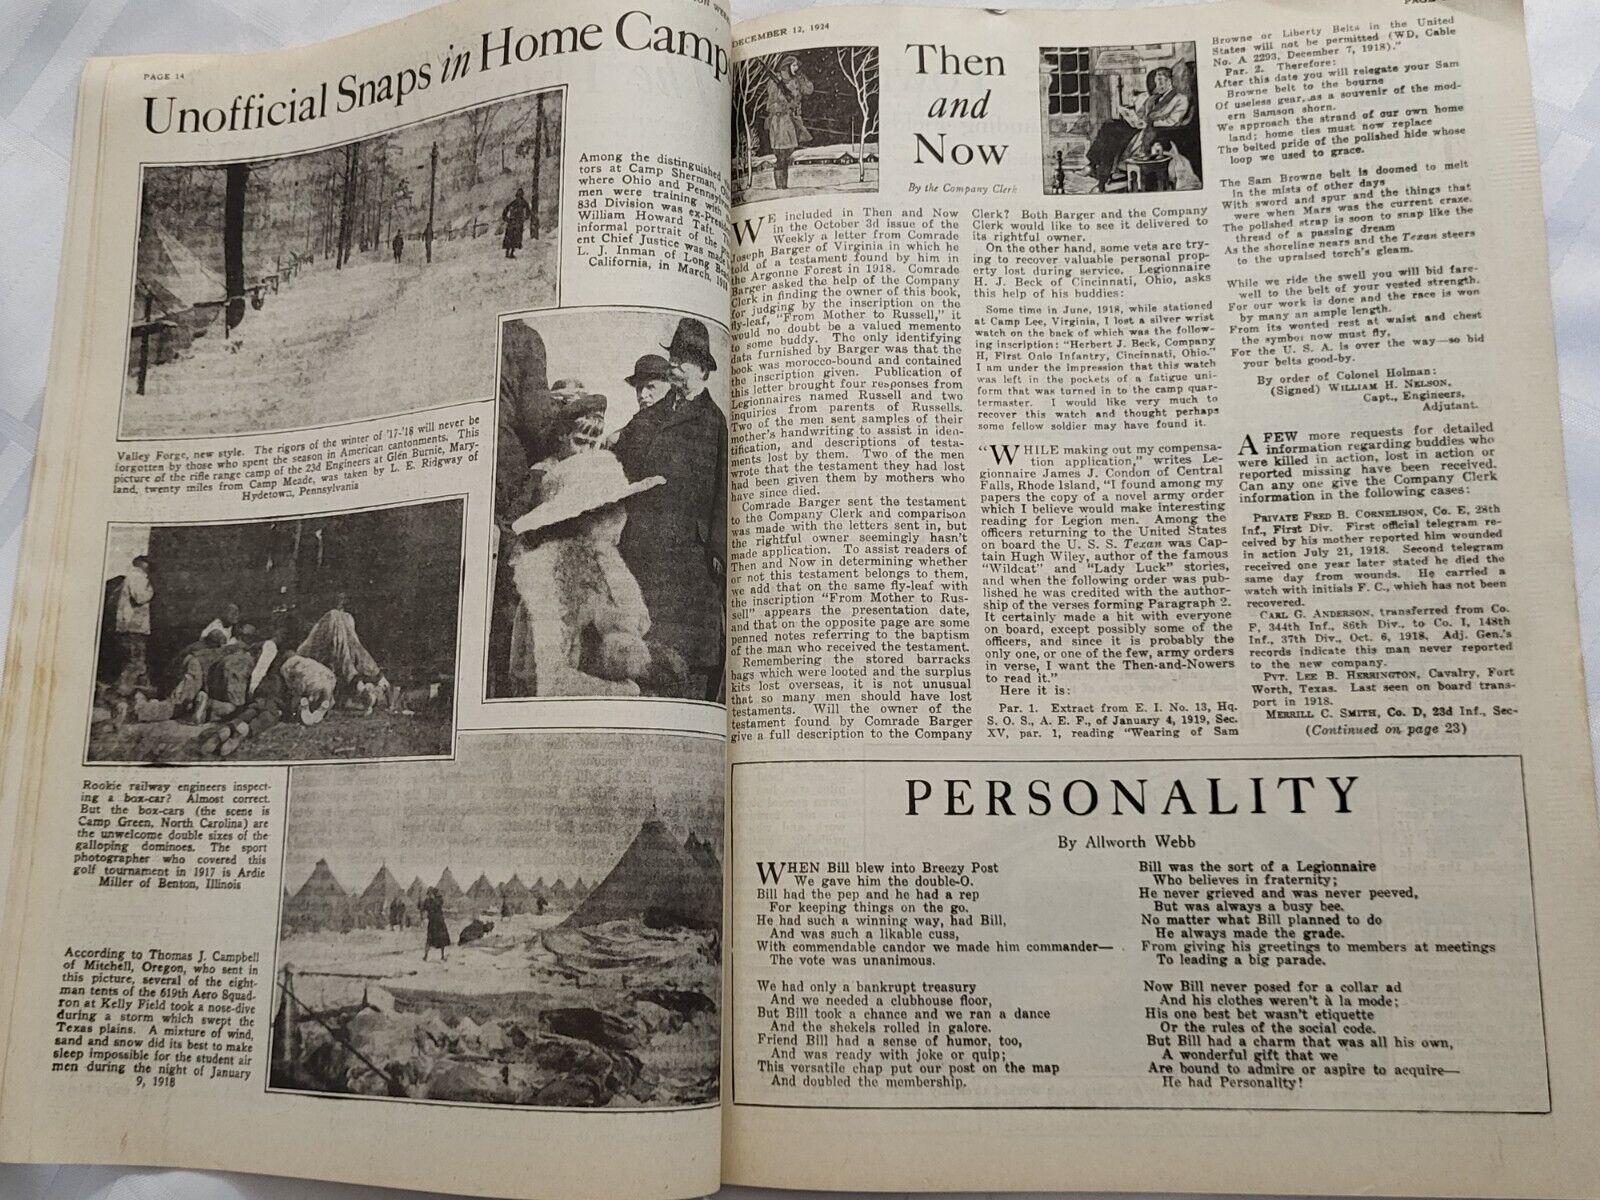 PAGE 14
Unofficial Snaps in Home Camp
Among the distinguished
tors at Camp Sherman,
where Ohio and
men were training with
83d Division was
William Howard Taft.
informal portrait of the
ent Chief Justice was made
L. J. Inman of Long
California, in March,
Valley Forge, new style. The rigors of the winter of '17-'18 will never be
forgotten by those who spent the season in American cantonments. This
picture of the rifle range camp of the 23d Engineers at Glen Burnie, Mary-
land, twenty miles from Camp Meade, was taken by L. E. Ridgway of
Hydetown, Pennsylvania
Rookie railway engineers inspect-
ing a box-car? Almost correct.
But the box-cars (the scene is
Camp Green, North Carolina) are
the unwelcome double sizes of the
galloping dominoes. The sport
photographer who covered this
golf tournament in 1917 is Ardie
Miller of Benton, Illinois
According to Thomas J. Campbell
of Mitchell, Oregon, who sent in
this picture, several of the eight-
man tents of the 619th Aero Squad-
ron at Kelly Field took a nose-dive
during a storm which swept the
Texas plains. A mixture of wind,
sand and snow did its best to make
sleep impossible for the student air
men during the night of January
9, 1918
DECEMBER 12, 1924
Then
and
Now
By the Company Clerk
WE included in Then and Now
in the October 3d issue of the
Weekly a letter from Comrade
Joseph Barger of Virginia in which he
told of a testament found by him in
the Argonne Forest in 1918. Comrade
Barger asked the help of the Company
Clerk in finding the owner of this book,
for judging by the inscription on the
fly-leaf, "From Mother to Russell," it
would no doubt be a valued memento
to some buddy. The only identifying
data furnished by Barger was that the
book was morocco-bound and contained
the inscription given. Publication of
this letter brought four responses from
Legionnaires named Russell and two
inquiries from parents of Russells.
Two of the men sent samples of their
mother's handwriting to assist in iden-
tification, and descriptions of testa-
ments lost by them. Two of the men
wrote that the testament they had lost
had been given them by mothers who
have since died.
Comrade Barger sent the testament
to the Company Clerk and comparison
was made with the letters sent in, but
the rightful owner seemingly hasn't
made application. To assist readers of
Then and Now in determining whether
or not this testament belongs to them,
we add that on the same fly-leaf with
the inscription "From Mother to Rus-
sell" appears the presentation date,
and that on the opposite page are some
penned notes referring to the baptism
of the man who received the testament.
Remembering the stored barracks
bags which were looted and the surplus
kits lost overseas, it is not unusual
that so many men should have lost
testaments. Will the owner of the
testament found by Comrade Barger
give a full description to the Company
Clerk? Both Barger and the Company
Clerk would like to see it delivered to
its rightful owner.
On the other hand, some vets are try-
ing to recover valuable personal prop-
erty lost during service. Legionnaire
H. J. Beck of Cincinnati, Ohio, asks
this help of his buddies:
Some time in June, 1918, while stationed
at Camp Lee, Virginia, I lost a silver wrist
watch on the back of which was the follow-
ing inscription: "Herbert J. Beck, Company
H, First Onio Infantry, Cincinnati, Ohio."
I am under the impression that this watch
was left in the pockets of a fatigue uni-
form that was turned in to the camp quar-
termaster. I would like very much to
recover this watch and thought perhaps
some fellow soldier may have found it.
"WHILE making out my compensa-
tion application," writes Le-
gionnaire James J. Condon of Central
Falls, Rhode Island, "I found among my
papers the copy of a novel army order
which I believe would make interesting
reading for Legion men. Among the
officers returning to the United States
on board the U. S. S. Texan was Cap-
tain Hugh Wiley, author of the famous
"Wildcat" and "Lady Luck" stories,
and when the following order was pub-
lished he was credited with the author-
ship of the verses forming Paragraph 2.
It certainly made a hit with everyone
on board, except possibly some of the
officers, and since it is probably the
only one, or one of the few, army orders
in verse, I want the Then-and-Nowers
to read it."
Here it is:
Par. 1. Extract from E. I. No. 13, Hq.
S. O. S., A. E. F., of January 4, 1919, Sec.
XV, par. 1, reading "Wearing of Sam
Browne or Liberty Belts in the United
States will not be permitted (WD, Cable
No. A 2293, December 7, 1918)."
Par. 2. Therefore:
After this date you will relegate your Sam
Browne belt to the bourne
Of useless gear, as a souvenir of the mod-
ern Samson shorn.
We approach the strand of our own home
land; home ties must now replace
The belted pride of the polished hide whose
loop we used to grace.
The Sam Browne belt is doomed to melt
In the mists of other days
With sword and spur and the things that
were when Mars was the current craze.
The polished strap is soon to snap like the
thread of a passing dream
As the shoreline nears and the Texan steers
to the upraised torch's gleam.
While we ride the swell you will bid fare-
well to the belt of your vested strength.
For our work is done and the race is won
by many an ample length.
From its wonted rest at waist and chest
the symbol now must fly,
For the U. S. A. is over the way—so bid
your belts good-by.
By order of Colonel Holman:
(Signed) WILLIAM H. NELSON,
Capt., Engineers,
Adjutant.
A FEW more requests for detailed
information regarding buddies who
were killed in action, lost in action or
reported missing have been received.
Can any one give the Company Clerk
information in the following cases:
PRIVATE FRED B. CORNELISON, Co. E, 28th
Inf., First Div. First official telegram re-
ceived by his mother reported him wounded
in action July 21, 1918. Second telegram
received one year later stated he died the
same day from wounds. He carried a
watch with initials F. C., which has not been
recovered.
CARL G. ANDERSON, transferred from Co.
F, 344th Inf., 86th Div., to Co. I, 148th
Inf., 37th Div., Oct. 6, 1918. Adj. Gen.'s
records indicate this man never reported
to the new company.
PVT. LEE B. HERRINGTON, Cavalry, Fort
Worth, Texas. Last seen on board trans-
port in 1918.
MERRILL C. SMITH, Co. D, 23d Inf., Sec-
(Continued on page 23)
PERSONALITY
By Allworth Webb
WHEN Bill blew into Breezy Post
We gave him the double-O.
Bill had the pep and he had a rep
For keeping things on the go.
He had such a winning way, had Bill,
And was such a likable cuss,
With commendable candor we made him commander—
The vote was unanimous.
We had only a bankrupt treasury
And we needed a clubhouse floor,
But Bill took a chance and we ran a dance
And the shekels rolled in galore.
Friend Bill had a sense of humor, too,
And was ready with joke or quip;
This versatile chap put our post on the map
And doubled the membership.
Bill was the sort of a Legionnaire
Who believes in fraternity;
He never grieved and was never peeved,
But was always a busy bee.
No matter what Bill planned to do
He always made the grade.
From giving his greetings to members at meetings
To leading a big parade.
Now Bill never posed for a collar ad
And his clothes weren't à la mode;
His one best bet wasn't etiquette
Or the rules of the social code.
But Bill had a charm that was all his own,
A wonderful gift that we
Are bound to admire or aspire to acquire—
He had Personality!